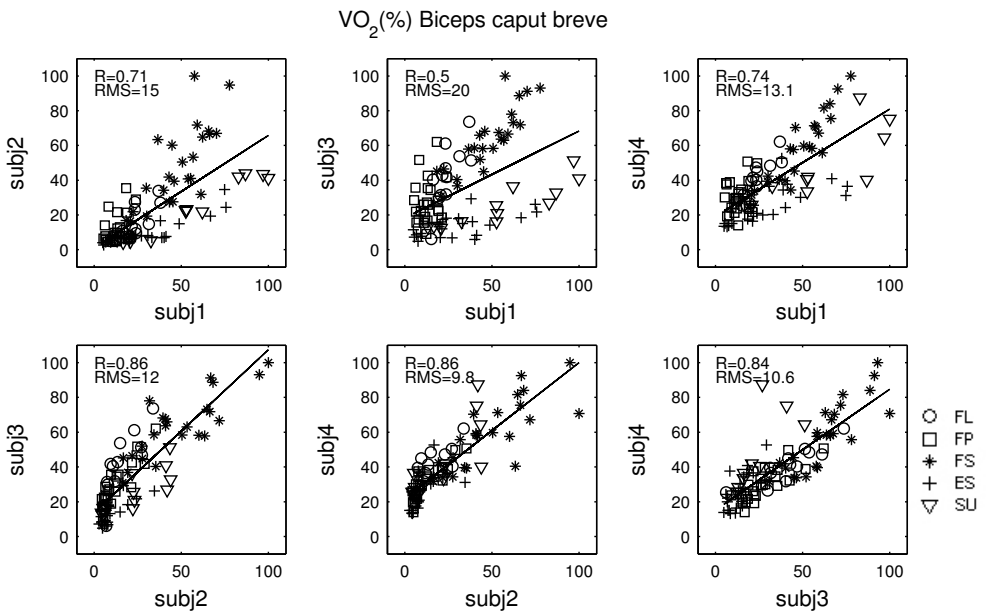 VO2(%) Biceps caput breve
R=0.71
RMS=15
100
80
60
40
20
0
subj2
0 50 100
subj1
R=0.5
RMS=20
100
80
60
40
20
0
subj3
0 50 100
subj1
R=0.74
RMS=13.1
100
80
60
40
20
0
subj4
0 50 100
subj1
R=0.86
RMS=12
100
80
60
40
20
0
subj3
0 50 100
subj2
R=0.86
RMS=9.8
100
80
60
40
20
0
subj4
0 50 100
subj2
R=0.84
RMS=10.6
100
80
60
40
20
0
subj4
0 50 100
subj3
FL
FP
FS
ES
SU